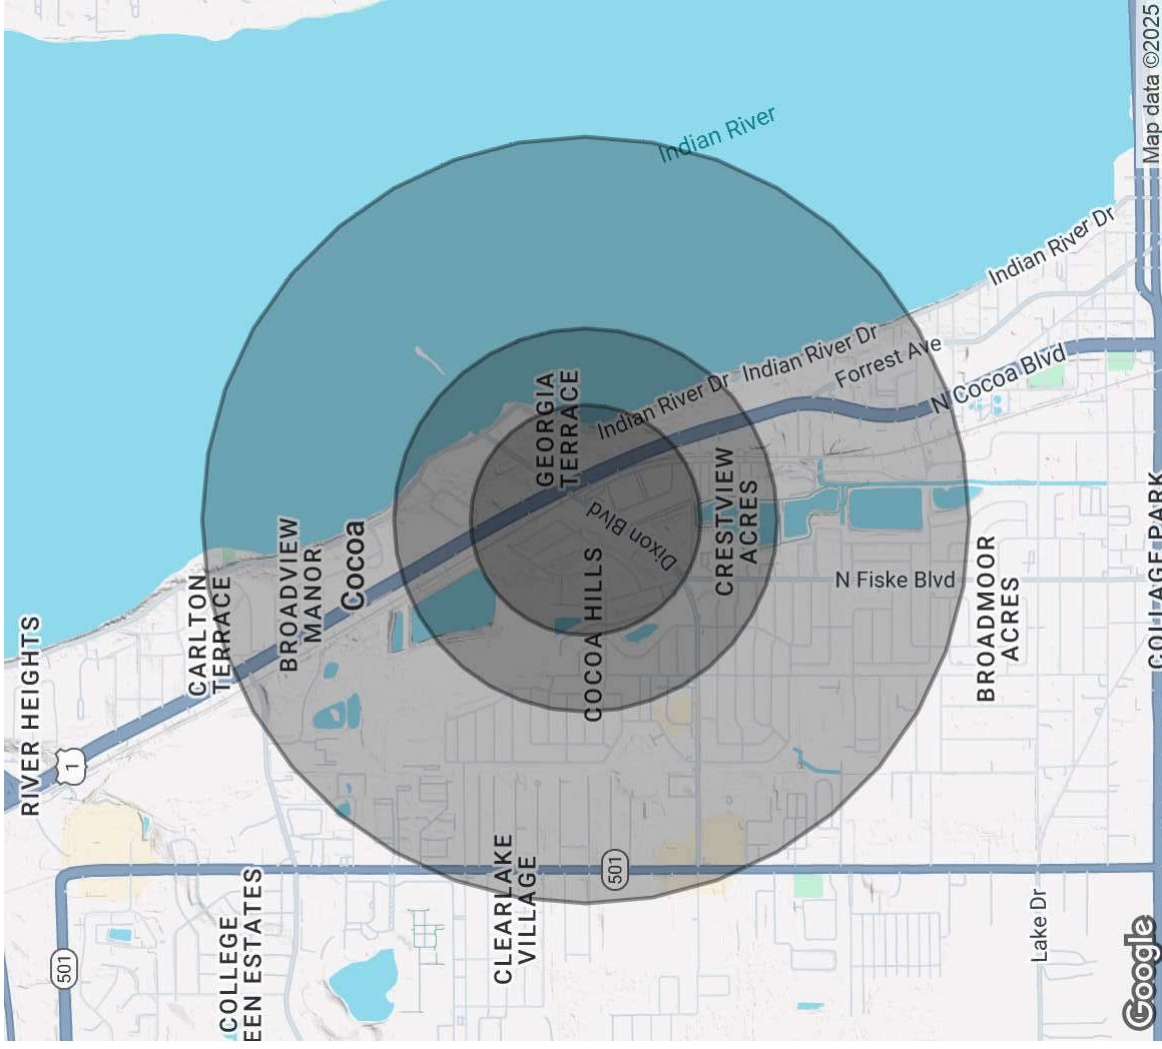 Indian River
Map data ©2025
Indian River Dr
Indian River Dr
Indian River Dr
Forrest Ave
N Cocoa Blvd
GEORGIA
TERRACE
Dixon Blvd
CRESTVIEW
ACRES
Cocoa
BROADVIEW
MANOR
CARLTON
TERRACE
RIVER HEIGHTS
1
COCOA HILLS
N Fiske Blvd
BROADMOOR
ACRES
COLLAGE PARK
CLEARLAKE
VILLAGE
501
501
COLLEGE
EEN ESTATES
Lake Dr
Google